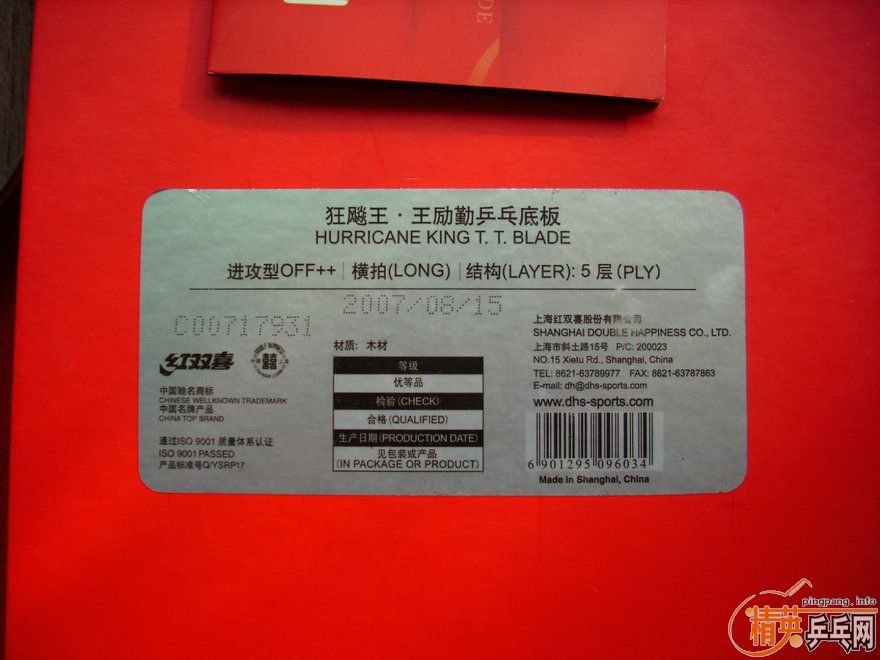 DE
狂飚王·王励勤乒乓底板
HURRICANE KING T. T. BLADE
进攻型OFF++ | 横拍(LONG) | 结构(LAYER): 5 层 (PLY)
2007/08/15
C00717931
红双喜
DOUBLE HAPPINESS
中国驰名商标
CHINESE WELLKNOWN TRADEMARK
中国名牌产品
CHINA TOP BRAND
通过ISO 9001 质量体系认证
ISO 9001 PASSED
产品标准号Q/YSRP17
材质: 木材
等级
优等品
检验 (CHECK)
合格 (QUALIFIED)
生产日期 (PRODUCTION DATE)
见包装或产品
(IN PACKAGE OR PRODUCT)
上海红双喜股份有限公司
SHANGHAI DOUBLE HAPPINESS CO., LTD.
上海市斜土路15号 P/C: 200023
NO.15 Xietu Rd., Shanghai, China
TEL: 8621-63789977 FAX: 8621-63787863
E-mail: dh@dhs-sports.com
www.dhs-sports.com
6 901295 096034
Made in Shanghai, China
pingpang.info
精英乒乓网